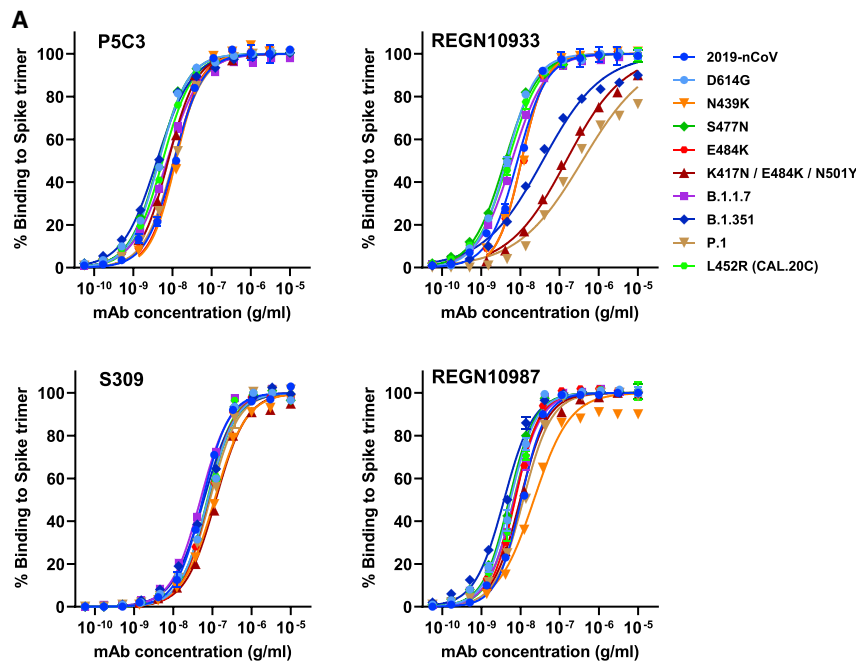 A
P5C3
% Binding to Spike trimer
100
80
60
40
20
0
10-10 10-9 10-8 10-7 10-6 10-5
mAb concentration (g/ml)
REGN10933
% Binding to Spike trimer
100
80
60
40
20
0
10-10 10-9 10-8 10-7 10-6 10-5
mAb concentration (g/ml)
2019-nCoV
D614G
N439K
S477N
E484K
K417N / E484K / N501Y
B.1.1.7
B.1.351
P.1
L452R (CAL.20C)
S309
% Binding to Spike trimer
100
80
60
40
20
0
10-10 10-9 10-8 10-7 10-6 10-5
mAb concentration (g/ml)
REGN10987
% Binding to Spike trimer
100
80
60
40
20
0
10-10 10-9 10-8 10-7 10-6 10-5
mAb concentration (g/ml)